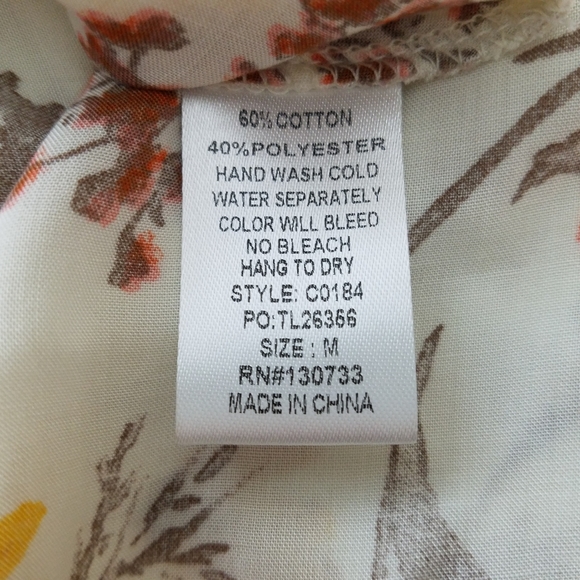 60% COTTON
40%POLYESTER
HAND WASH COLD
WATER SEPARATELY
COLOR WILL BLEED
NO BLEACH
HANG TO DRY
STYLE: C0184
PO:TL26356
SIZE : M
RN#130733
MADE IN CHINA